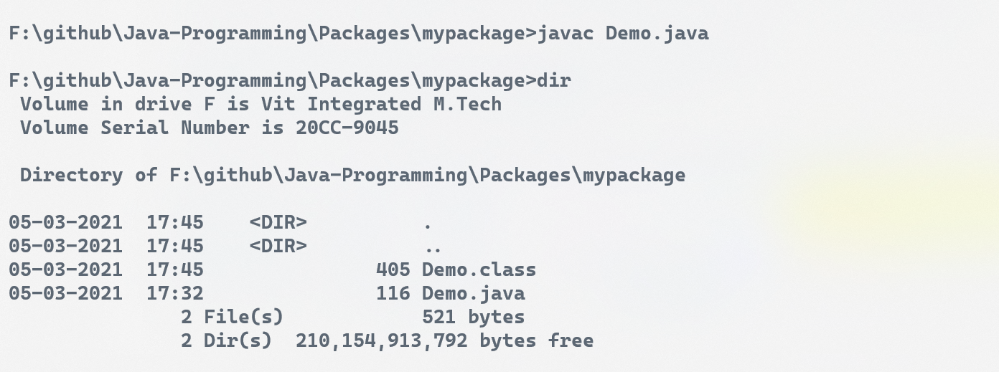 F:\github\Java-Programming\Packages\mypackage>javac Demo.java
F:\github\Java-Programming\Packages\mypackage>dir
 Volume in drive F is Vit Integrated M.Tech
 Volume Serial Number is 20CC-9045
 Directory of F:\github\Java-Programming\Packages\mypackage
05-03-2021  17:45    <DIR>          .
05-03-2021  17:45    <DIR>          ..
05-03-2021  17:45               405 Demo.class
05-03-2021  17:32               116 Demo.java
               2 File(s)            521 bytes
               2 Dir(s)  210,154,913,792 bytes free